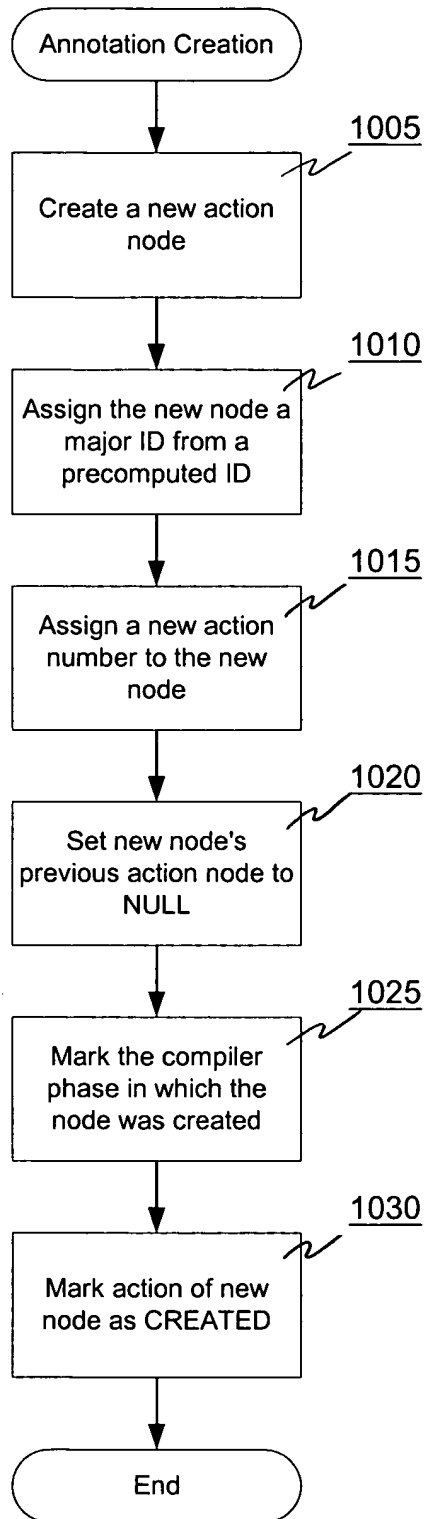 Annotation Creation
1005
Create a new action
node
1010
Assign the new node a
major ID from a
precomputed ID
1015
Assign a new action
number to the new
node
1020
Set new node's
previous action node to
NULL
1025
Mark the compiler
phase in which the
node was created
1030
Mark action of new
node as CREATED
End